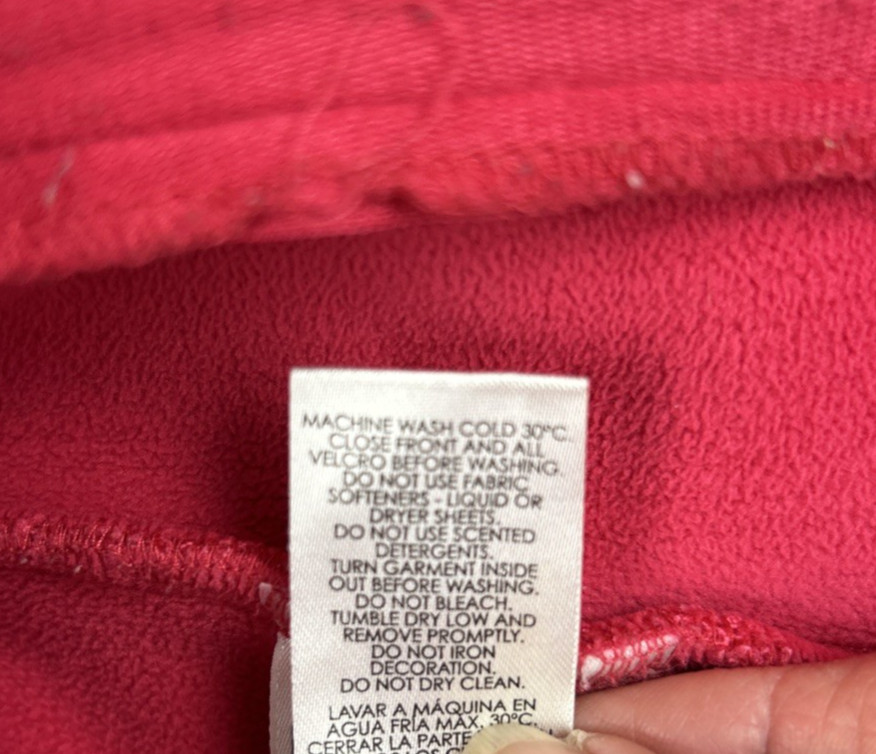 MACHINE WASH COLD 30°C.
CLOSE FRONT AND ALL
VELCRO BEFORE WASHING.
DO NOT USE FABRIC
SOFTENERS - LIQUID OR
DRYER SHEETS.
DO NOT USE SCENTED
DETERGENTS.
TURN GARMENT INSIDE
OUT BEFORE WASHING.
DO NOT BLEACH.
TUMBLE DRY LOW AND
REMOVE PROMPTLY.
DO NOT IRON
DECORATION.
DO NOT DRY CLEAN.
LAVAR A MÁQUINA EN
AGUA FRÍA MÁX. 30°C.
CERRAR LA PARTE